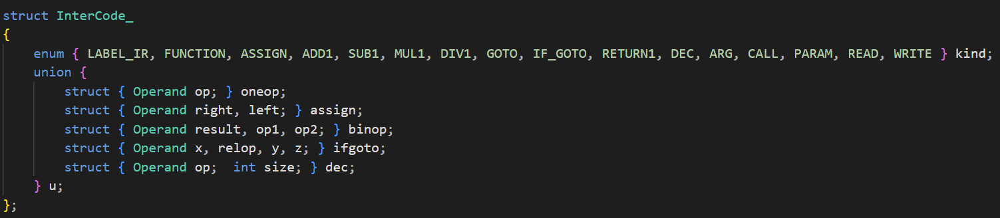 struct InterCode_
{
    enum { LABEL_IR, FUNCTION, ASSIGN, ADD1, SUB1, MUL1, DIV1, GOTO, IF_GOTO, RETURN1, DEC, ARG, CALL, PARAM, READ, WRITE } kind;
    union {
        struct { Operand op; } oneop;
        struct { Operand right, left; } assign;
        struct { Operand result, op1, op2; } binop;
        struct { Operand x, relop, y, z; } ifgoto;
        struct { Operand op;  int size; } dec;
    } u;
};